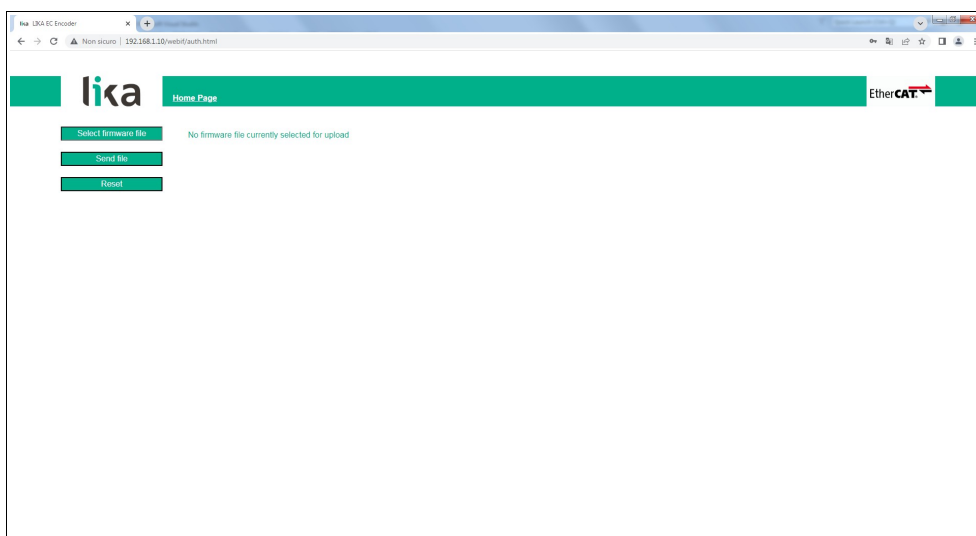 lika LIKA EC Encoder
Non sicuro | 192.168.1.10/webif/auth.html
lika
Home Page
EtherCAT.
Select firmware file
No firmware file currently selected for upload
Send file
Reset